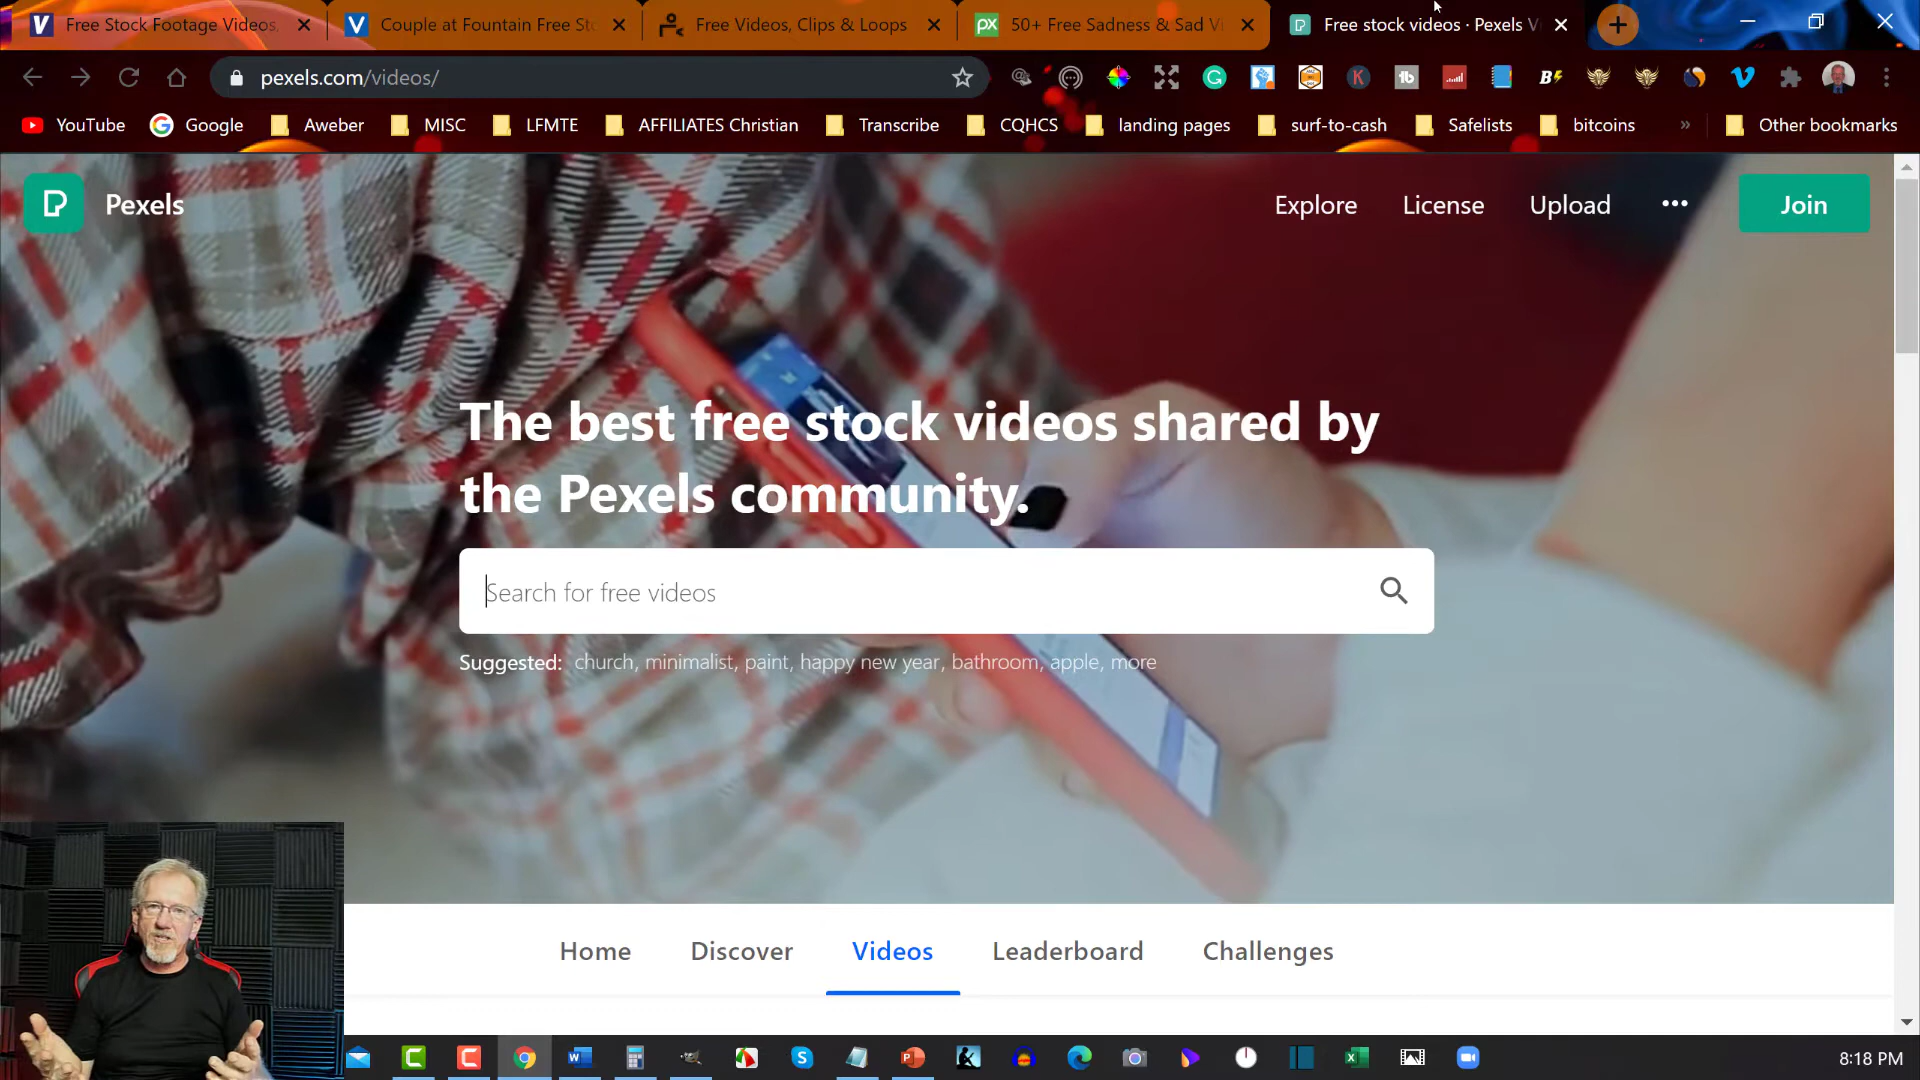 Free Stock Footage Videos,
Couple at Fountain Free Sto
Free Videos, Clips & Loops
50+ Free Sadness & Sad Vi
Free stock videos · Pexels Vi
pexels.com/videos/
YouTube
Google
Aweber
MISC
LFMTE
AFFILIATES Christian
Transcribe
CQHCS
landing pages
surf-to-cash
Safelists
bitcoins
Other bookmarks
Pexels
Explore
License
Upload
Join
The best free stock videos shared by
the Pexels community.
Search for free videos
Suggested: church, minimalist, paint, happy new year, bathroom, apple, more
Home
Discover
Videos
Leaderboard
Challenges
8:18 PM